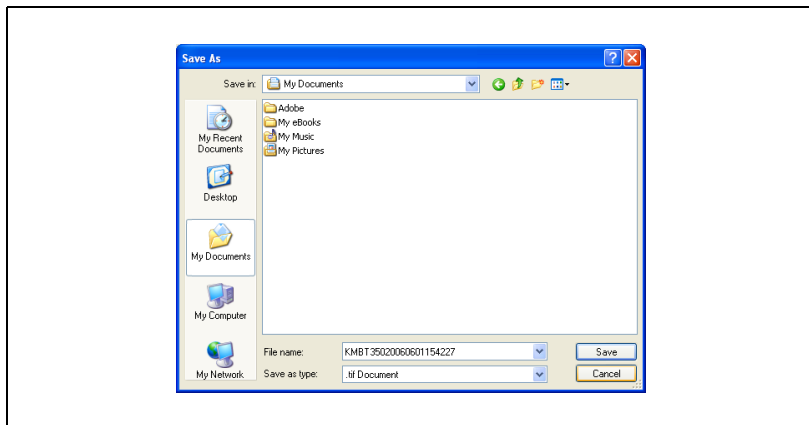 Save As
Save in:
My Documents
Adobe
My eBooks
My Music
My Pictures
My Recent
Documents
Desktop
My Documents
My Computer
My Network
File name:
KMBT35020060601154227
Save
Save as type:
.tif Document
Cancel